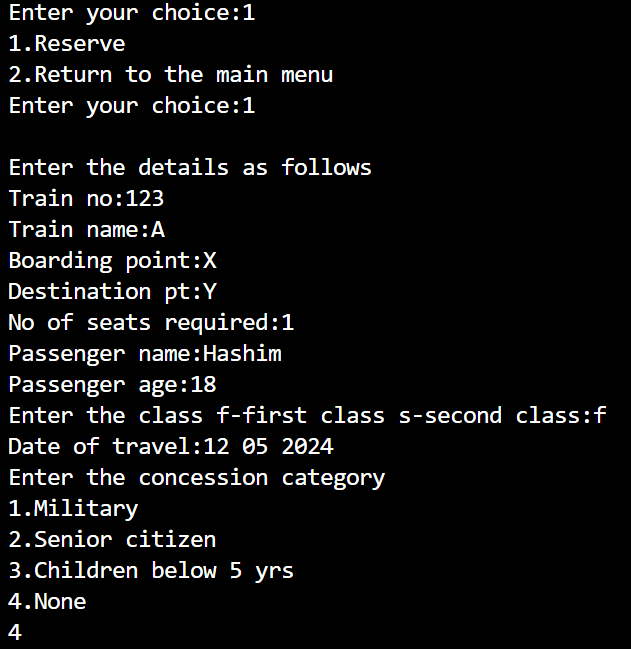 Enter your choice:1
1.Reserve
2.Return to the main menu
Enter your choice:1
Enter the details as follows
Train no:123
Train name:A
Boarding point:X
Destination pt:Y
No of seats required:1
Passenger name:Hashim
Passenger age:18
Enter the class f-first class s-second class:f
Date of travel:12 05 2024
Enter the concession category
1.Military
2.Senior citizen
3.Children below 5 yrs
4.None
4